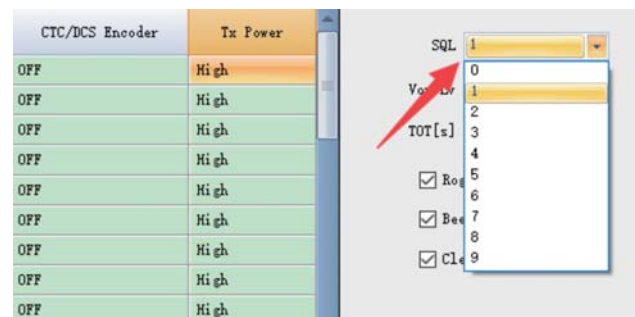 CTC/DCS Encoder Tx Power
OFF High
OFF High
OFF High
OFF High
OFF High
OFF High
OFF High
OFF High
OFF High
SQL 1
TOT[s]
0
1
2
3
4
5
6
7
8
9